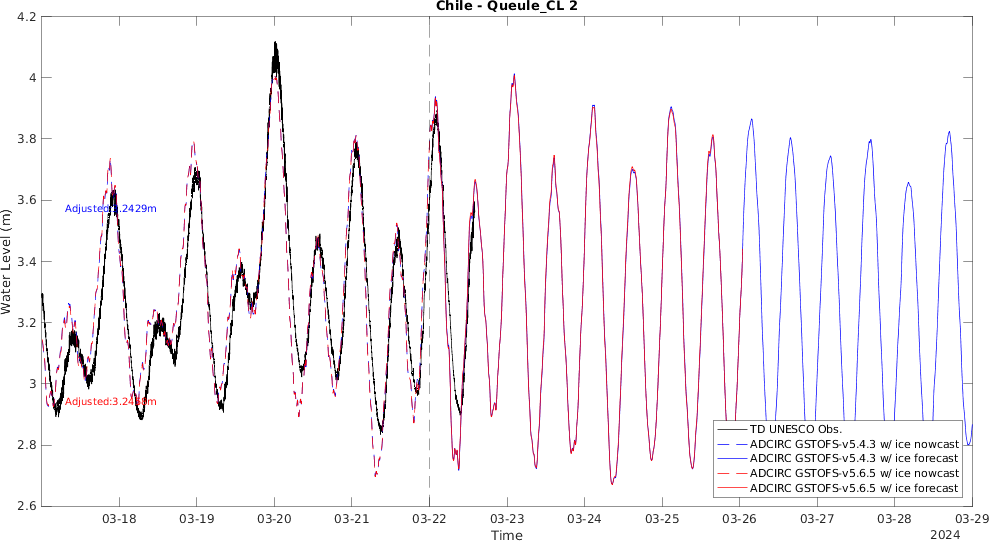 Chile - Queule_CL 2
4.2
4
3.8
3.6
3.4
3.2
3
2.8
2.6
Water Level (m)
03-18
03-19
03-20
03-21
03-22
03-23
03-24
03-25
03-26
03-27
03-28
03-29
Time
2024
TD UNESCO Obs.
ADCIRC GSTOFS-v5.4.3 w/ ice nowcast
ADCIRC GSTOFS-v5.4.3 w/ ice forecast
ADCIRC GSTOFS-v5.6.5 w/ ice nowcast
ADCIRC GSTOFS-v5.6.5 w/ ice forecast